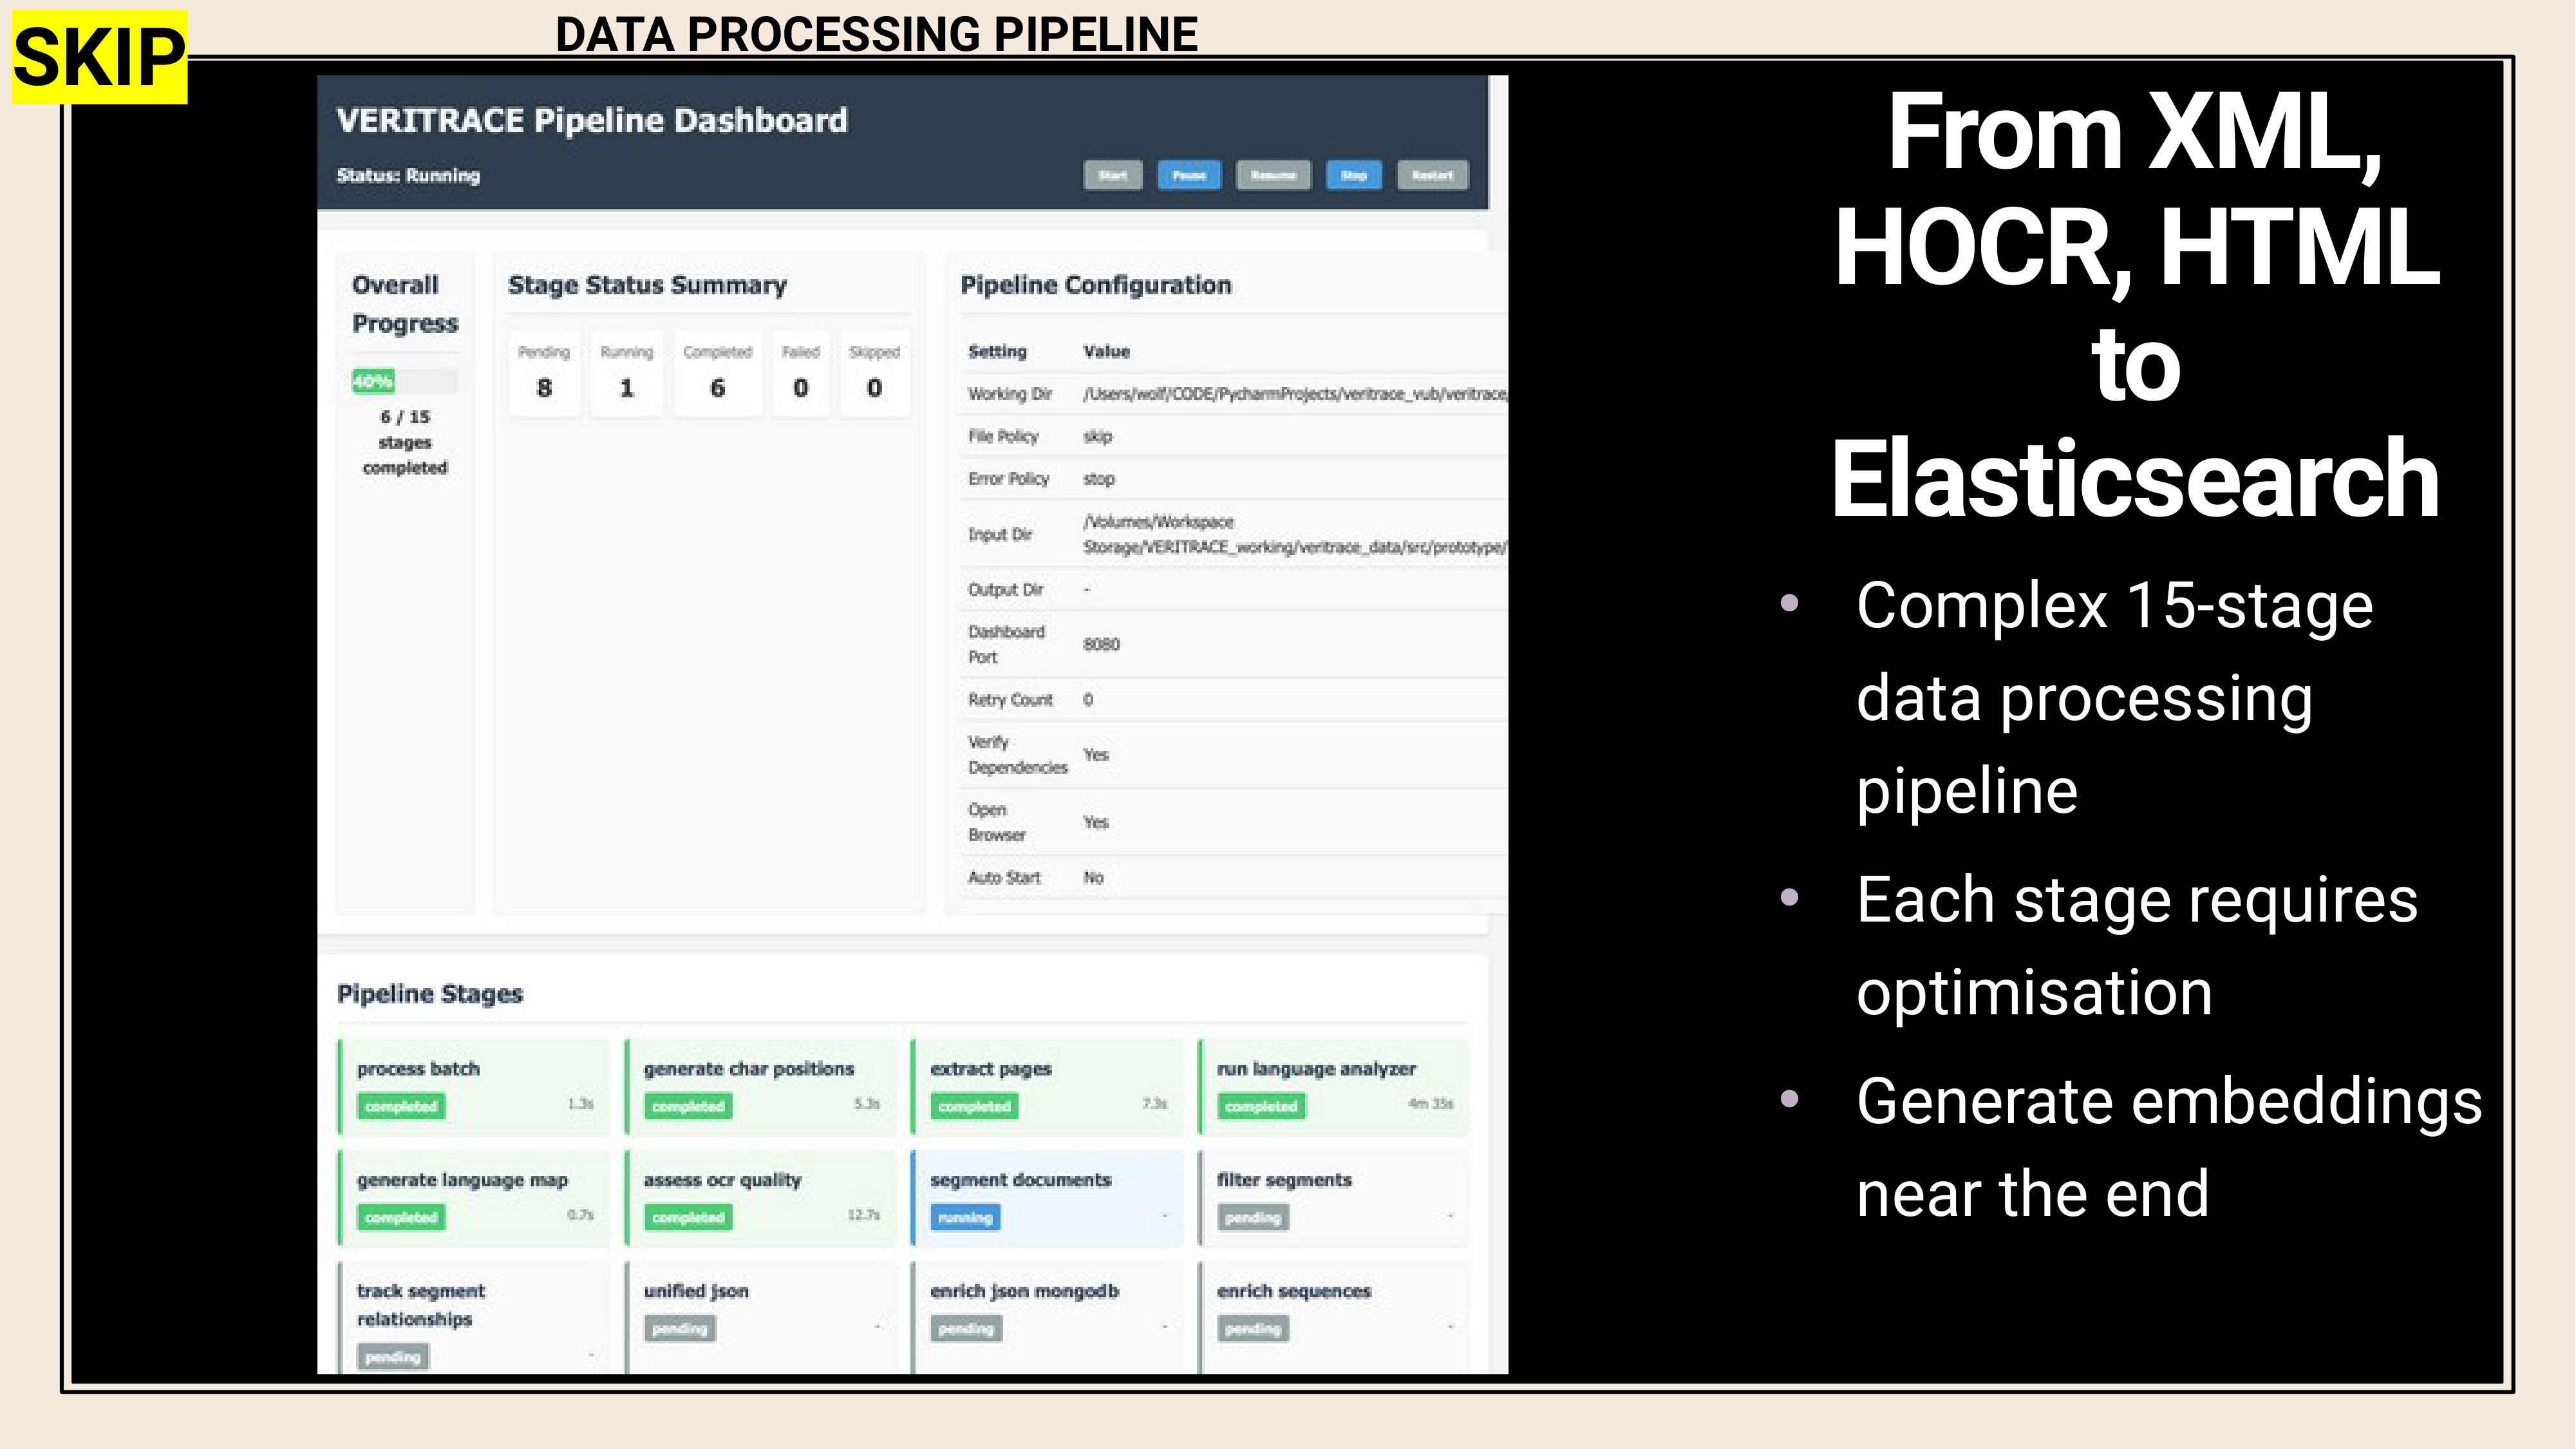 SKIP
DATA PROCESSING PIPELINE
VERITRACE Pipeline Dashboard
Status: Running
Start Pause Resume Stop Restart
Overall
Progress
40%
6 / 15
stages
completed
Stage Status Summary
Pending Running Completed Failed Skipped
8 1 6 0 0
Pipeline Configuration
Setting Value
Working Dir /Users/wolf/CODE/PycharmProjects/veritrace_vub/veritrace,
File Policy skip
Error Policy stop
Input Dir /Volumes/Workspace
Storage/VERITRACE_working/veritrace_data/src/prototype/
Output Dir -
Dashboard
Port 8080
Retry Count 0
Verify
Dependencies Yes
Open
Browser Yes
Auto Start No
Pipeline Stages
process batch
completed 1.3s
generate char positions
completed 5.3s
extract pages
completed 7.3s
run language analyzer
completed 4m 35s
generate language map
completed 0.7s
assess ocr quality
completed 12.7s
segment documents
running -
filter segments
pending -
track segment
relationships
pending -
unified json
pending -
enrich json mongodb
pending -
enrich sequences
pending -
From XML,
HOCR, HTML
to
Elasticsearch
• Complex 15-stage
data processing
pipeline
• Each stage requires
optimisation
• Generate embeddings
near the end